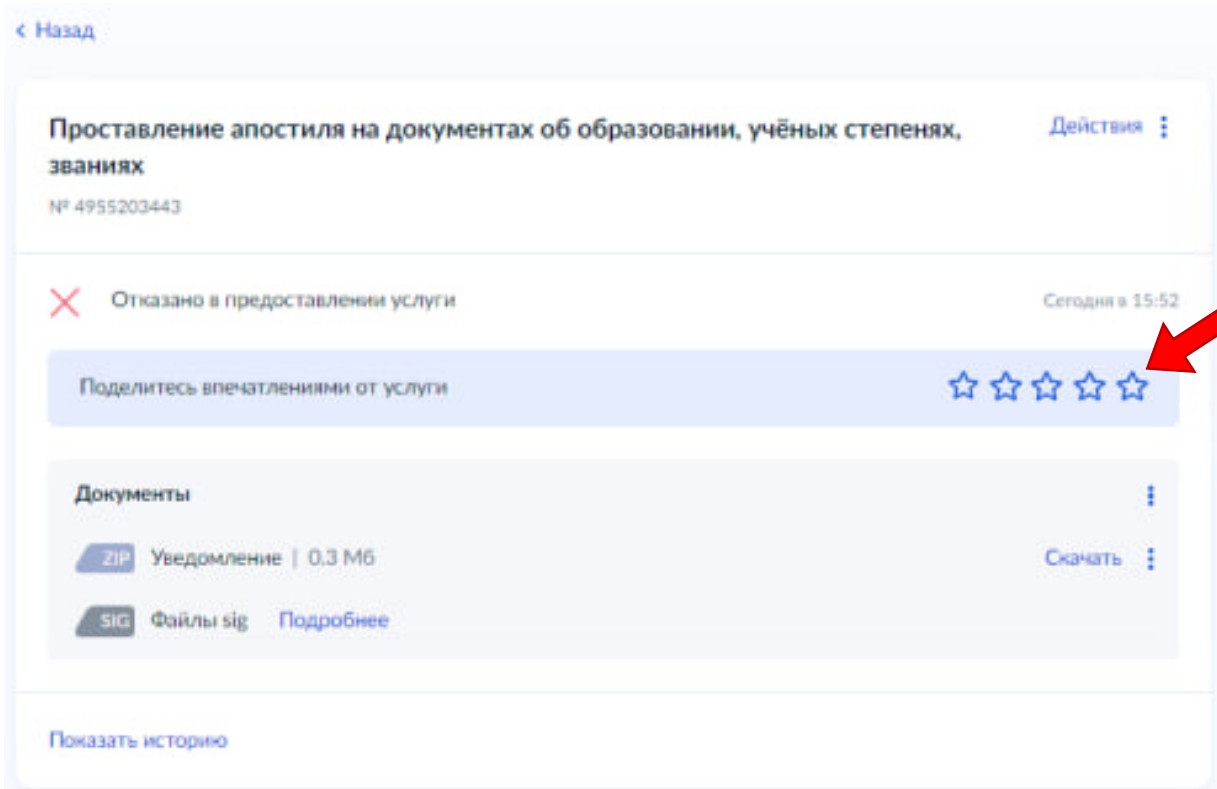 < Назад
Проставление апостиля на документах об образовании, учёных степенях,
званиях
Действия
№ 4955203443
Отказано в предоставлении услуги
Сегодня в 15:52
Поделитесь впечатлениями от услуги
Документы
ZIP Уведомление | 0.3 Мб
Скачать
SIG Файлы sig Подробнее
Показать историю